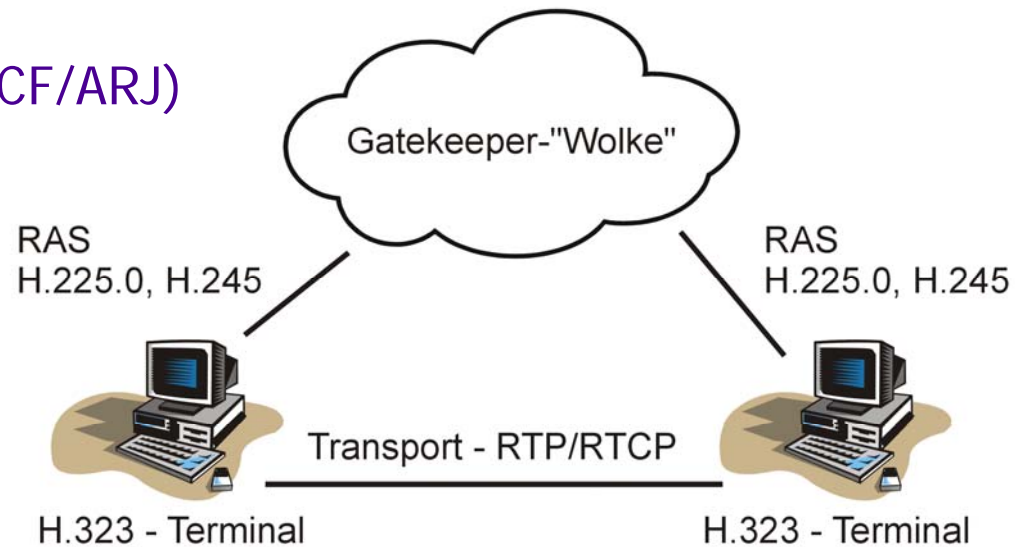 CF/ARJ)
Gatekeeper-"Wolke"
RAS
H.225.0, H.245
RAS
H.225.0, H.245
Transport - RTP/RTCP
H.323 - Terminal
H.323 - Terminal